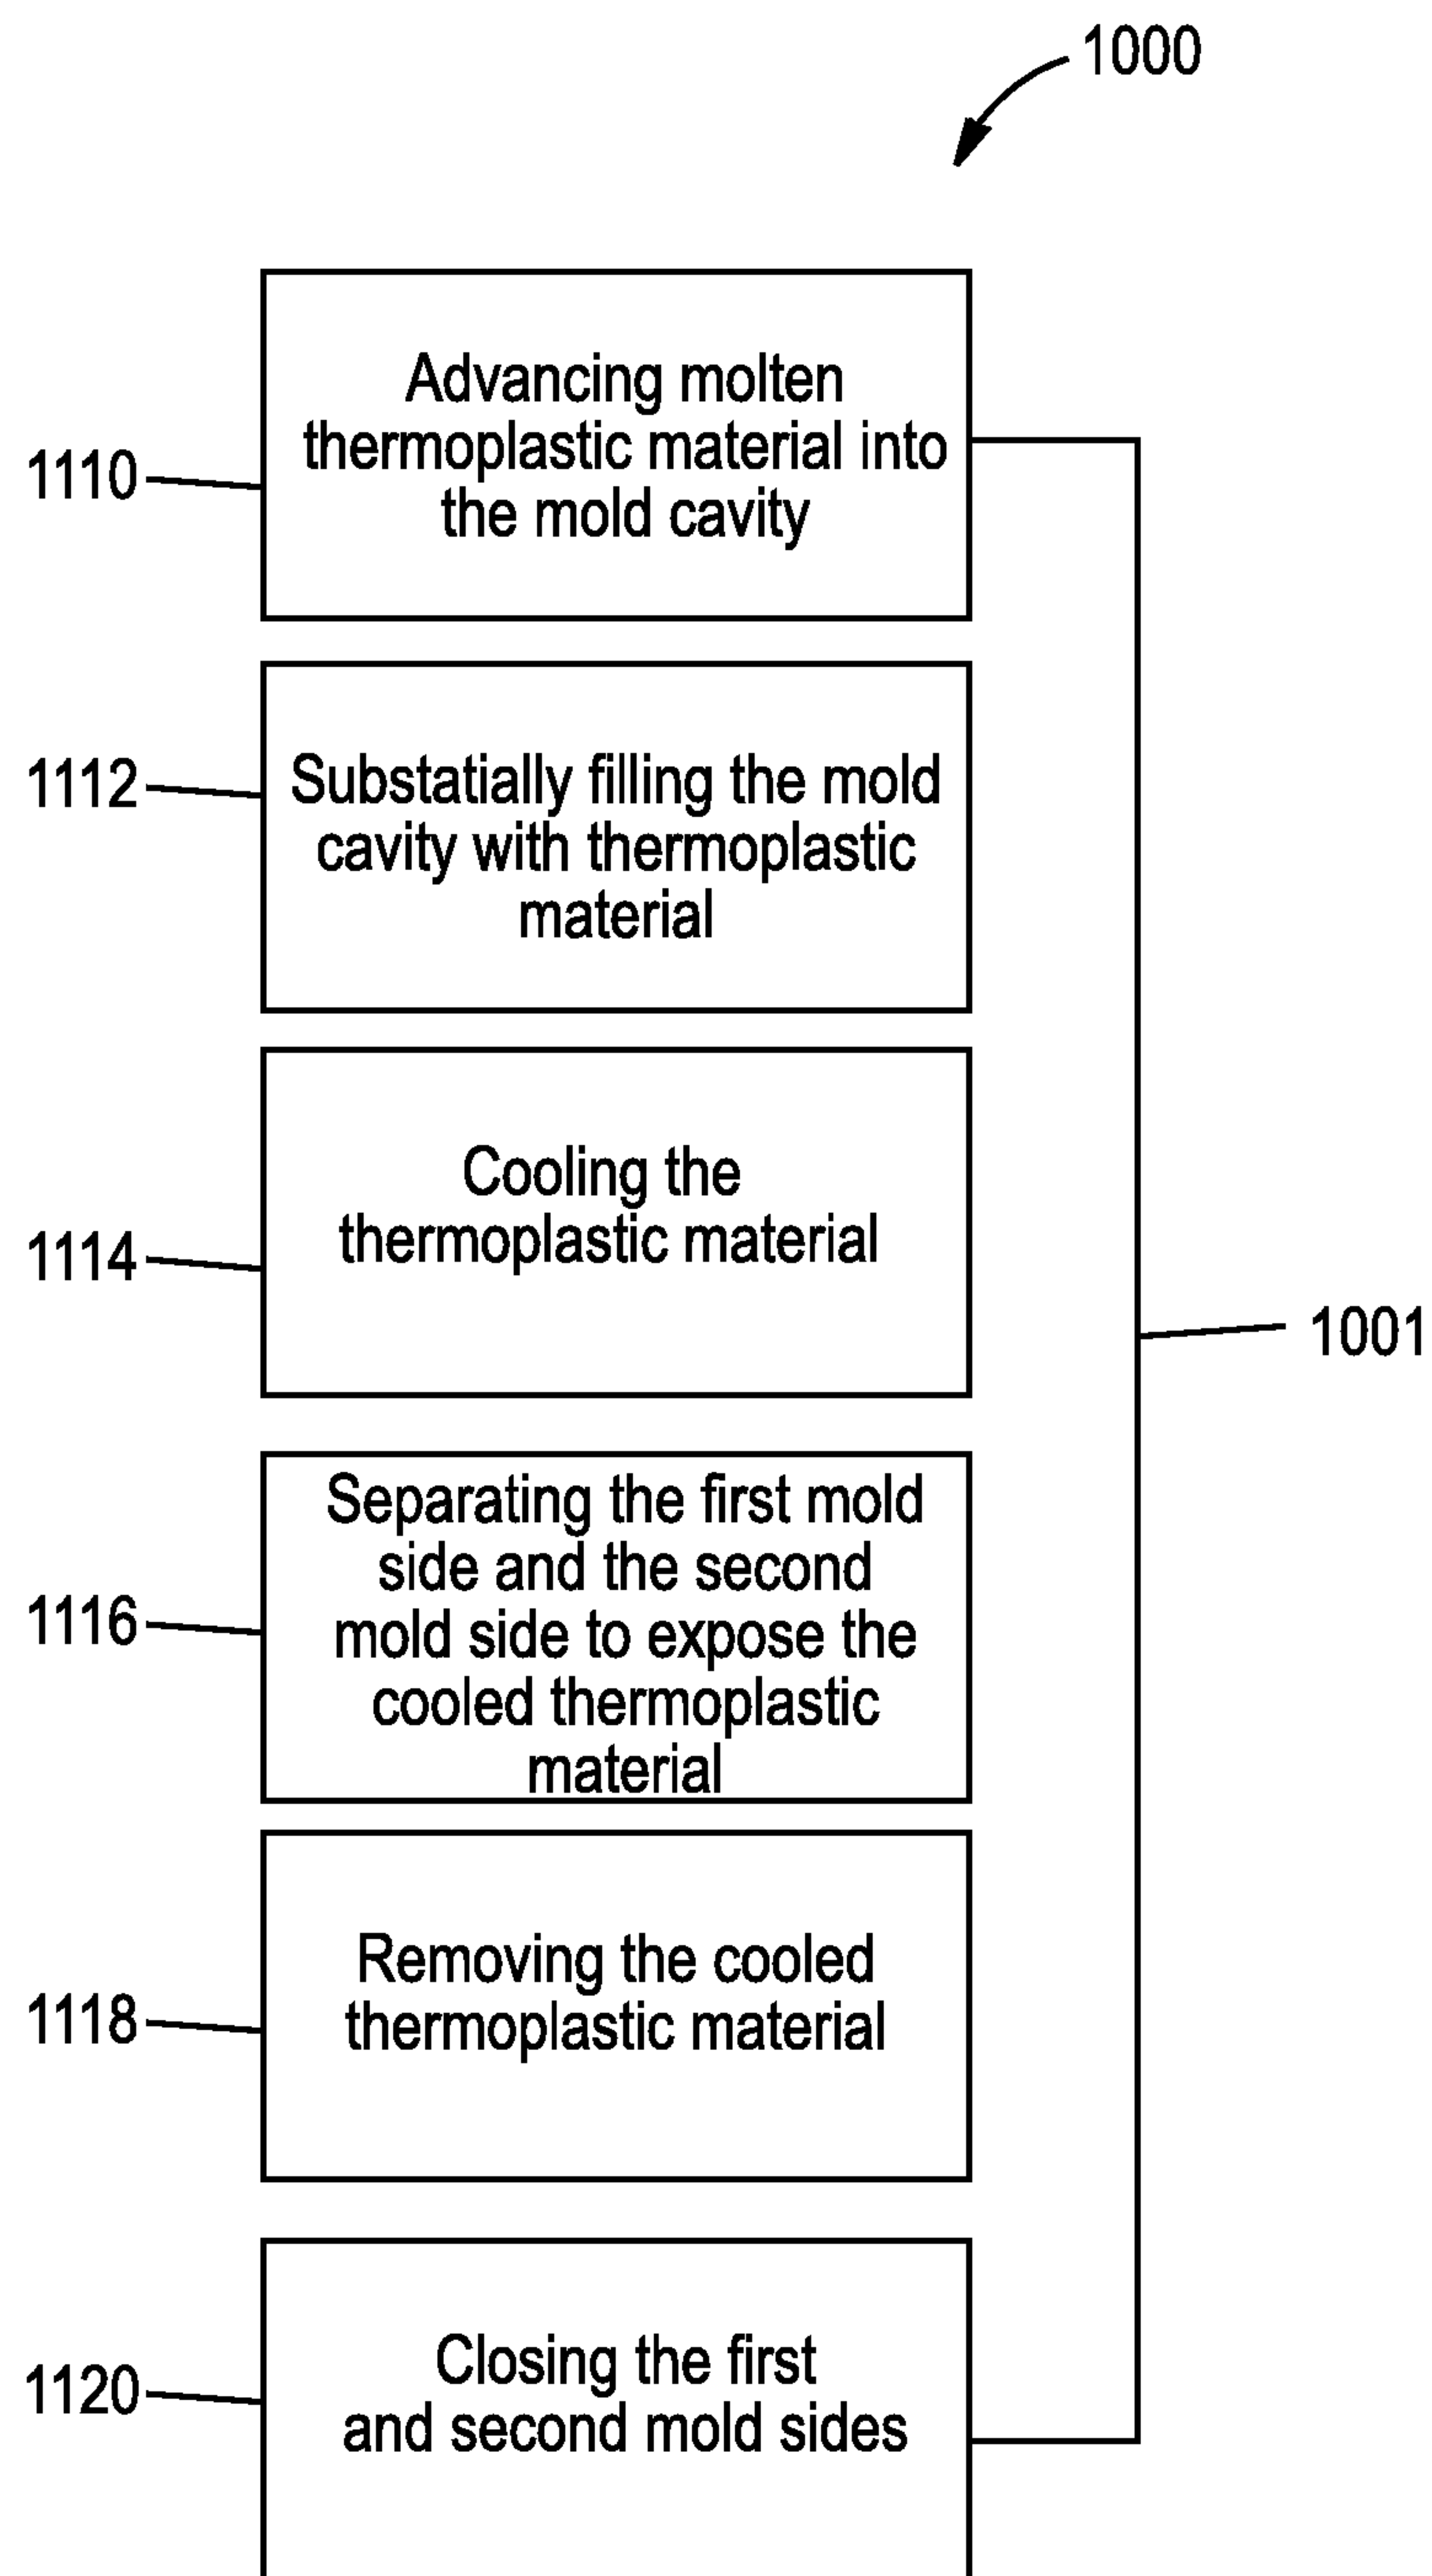 1000
Advancing molten
thermoplastic material into
the mold cavity
1110
Substatially filling the mold
cavity with thermoplastic
material
1112
Cooling the
thermoplastic material
1114
1001
Separating the first mold
side and the second
mold side to expose the
cooled thermoplastic
material
1116
Removing the cooled
thermoplastic material
1118
Closing the first
and second mold sides
1120